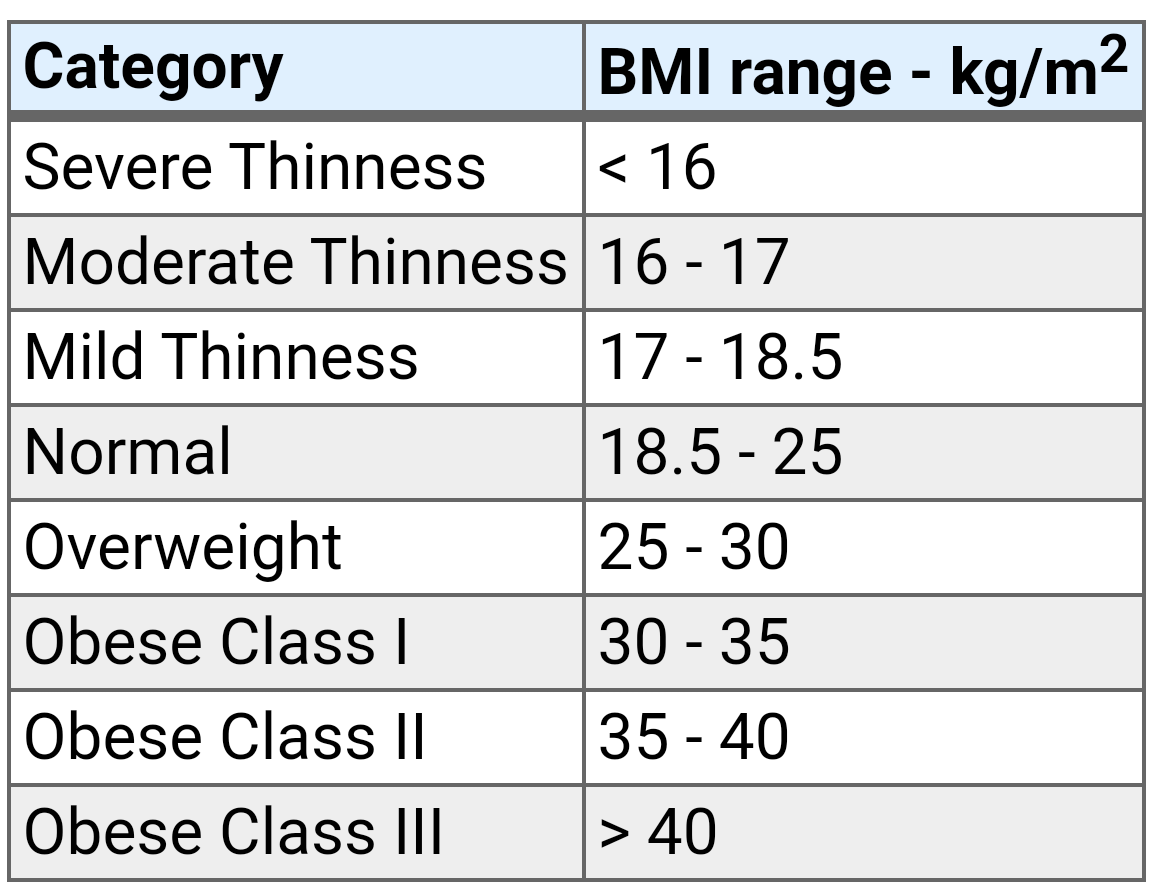 Category BMI range - kg/m²
Severe Thinness < 16
Moderate Thinness 16 - 17
Mild Thinness 17 - 18.5
Normal 18.5 - 25
Overweight 25 - 30
Obese Class I 30 - 35
Obese Class II 35 - 40
Obese Class III > 40